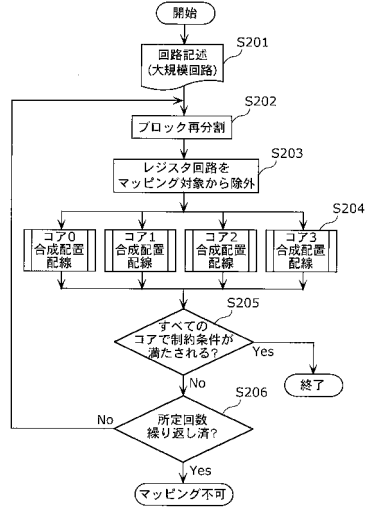 開始
S201
回路記述
(大規模回路)
S202
ブロック再分割
S203
レジスタ回路を
マッピング対象から除外
S204
コア0
合成配置
配線
コア1
合成配置
配線
コア2
合成配置
配線
コア3
合成配置
配線
S205
すべての
コアで制約条件が
満たされる?
Yes
No
終了
S206
所定回数
繰り返し済?
No
Yes
マッピング不可